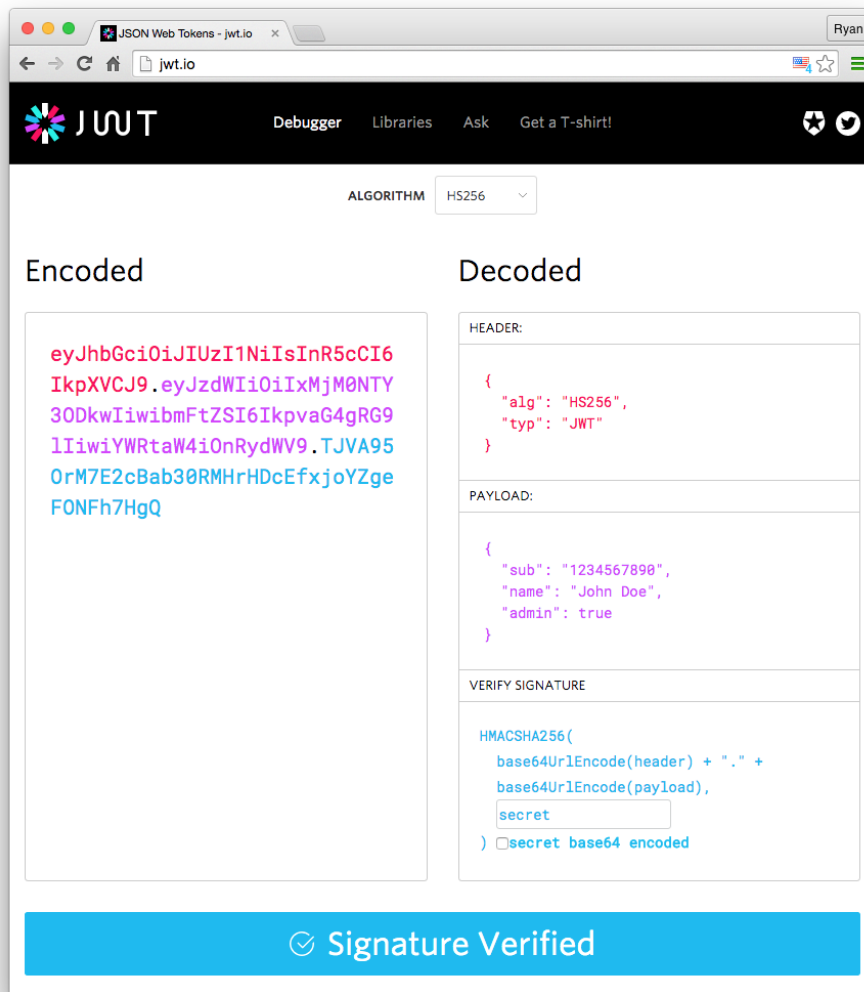 JSON Web Tokens - jwt.io
Ryan
jwt.io
4
JWT
Debugger Libraries Ask Get a T-shirt!
ALGORITHM HS256
Encoded
eyJhbGciOiJIUzI1NiIsInR5cCI6
IkpXVCJ9.eyJzdWIiOiIxMjM0NTY
3ODkwIiwibmFtZSI6IkpvaG4gRG9
lIiwiYWRtaW4iOnRydWV9.TJVA95
OrM7E2cBab30RMHrHDcEfxjoYZge
FONFh7HgQ
Decoded
HEADER:
{
"alg": "HS256",
"typ": "JWT"
}
PAYLOAD:
{
"sub": "1234567890",
"name": "John Doe",
"admin": true
}
VERIFY SIGNATURE
HMACSHA256(
base64UrlEncode(header) + "." +
base64UrlEncode(payload),
secret
) secret base64 encoded
Signature Verified